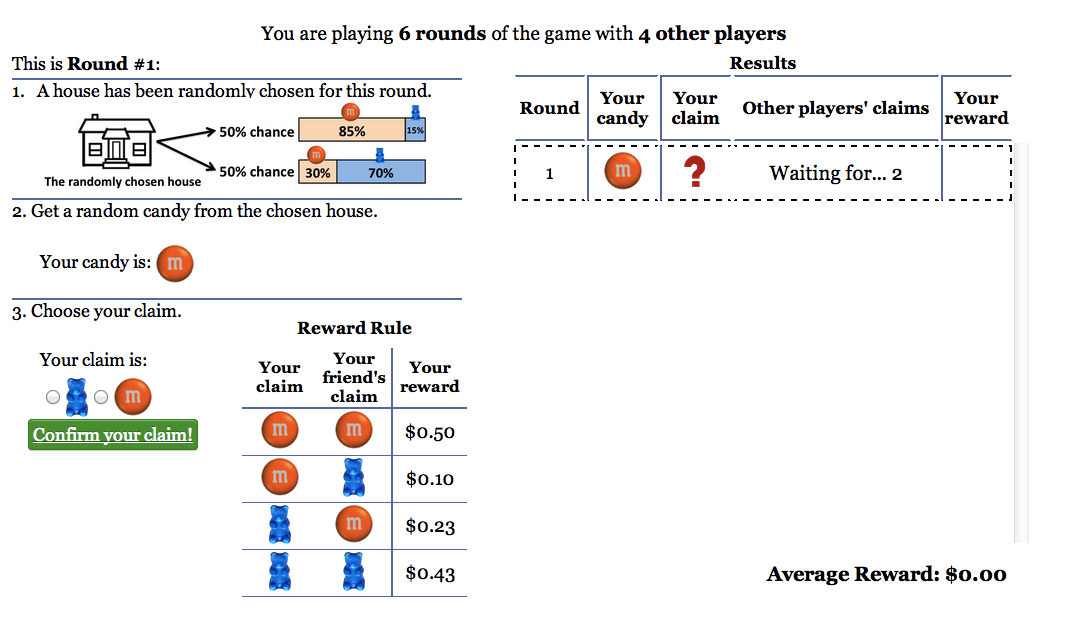 You are playing 6 rounds of the game with 4 other players
This is Round #1:
1. A house has been randomly chosen for this round.
m
50% chance 85% 15%
m
50% chance 30% 70%
The randomly chosen house
2. Get a random candy from the chosen house.
Your candy is: m
3. Choose your claim.
Your claim is:
m
Confirm your claim!
Reward Rule
Your claim Your friend's claim Your reward
m m $0.50
m $0.10
m $0.23
$0.43
Results
Round Your candy Your claim Other players' claims Your reward
1 m ? Waiting for... 2
Average Reward: $0.00